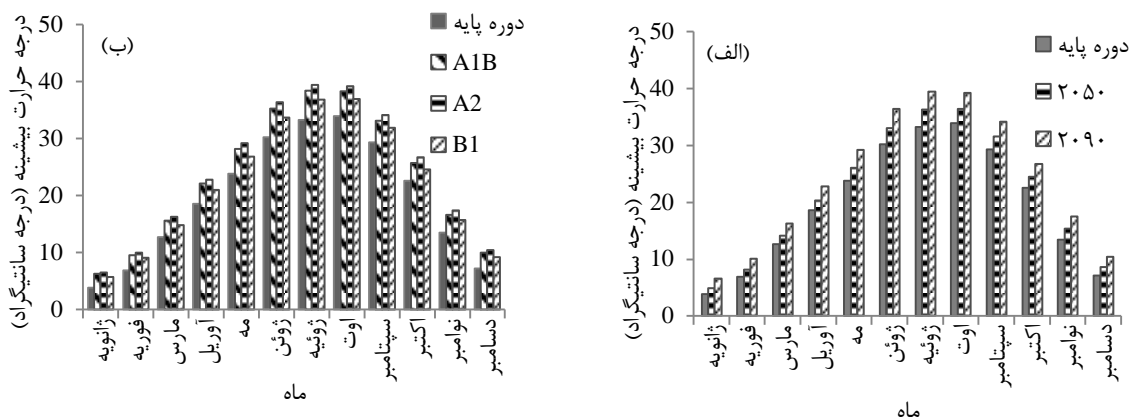 (الف)
درجه حرارت بیشینه (درجه سانتیگراد)
50
40
30
20
10
0
دوره پایه
۲۰۵۰
۲۰۹۰
ژانویه
فوریه
مارس
آوریل
مه
ژوئن
ژوئیه
اوت
سپتامبر
اکتبر
نوامبر
دسامبر
ماه
(ب)
درجه حرارت بیشینه (درجه سانتیگراد)
50
40
30
20
10
0
دوره پایه
A1B
A2
B1
ژانویه
فوریه
مارس
آوریل
مه
ژوئن
ژوئیه
اوت
سپتامبر
اکتبر
نوامبر
دسامبر
ماه